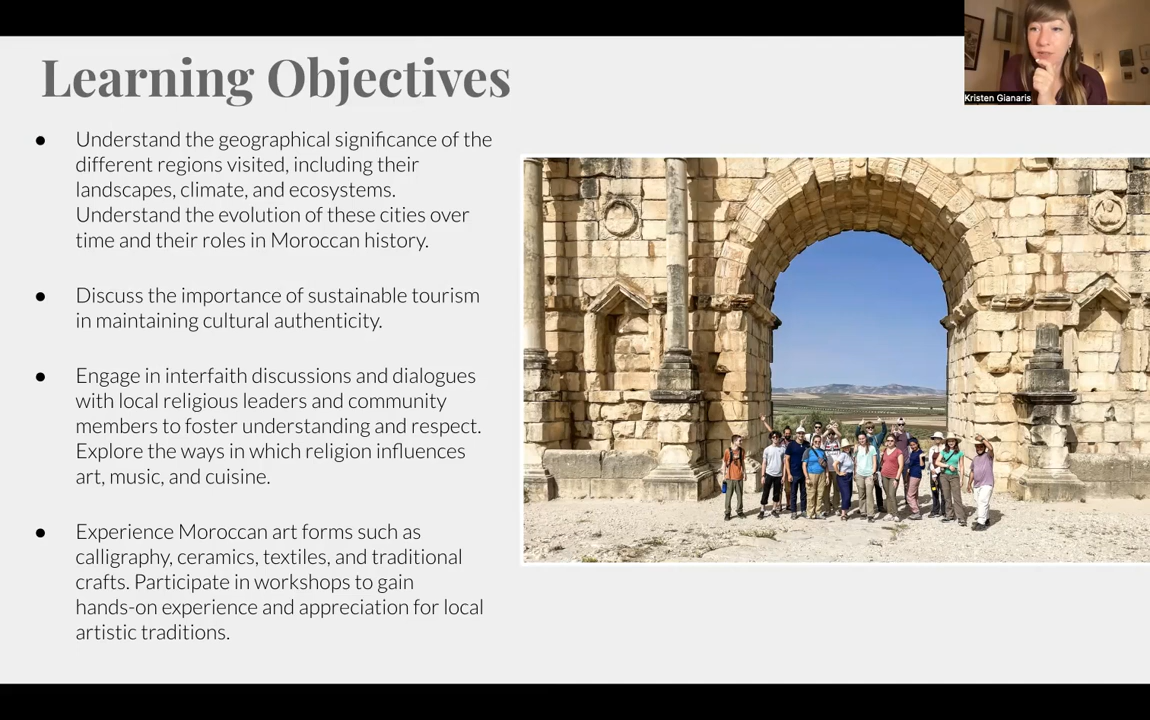 Learning Objectives
Kristen Gianaris
● Understand the geographical significance of the
different regions visited, including their
landscapes, climate, and ecosystems.
Understand the evolution of these cities over
time and their roles in Moroccan history.
● Discuss the importance of sustainable tourism
in maintaining cultural authenticity.
● Engage in interfaith discussions and dialogues
with local religious leaders and community
members to foster understanding and respect.
Explore the ways in which religion influences
art, music, and cuisine.
● Experience Moroccan art forms such as
calligraphy, ceramics, textiles, and traditional
crafts. Participate in workshops to gain
hands-on experience and appreciation for local
artistic traditions.